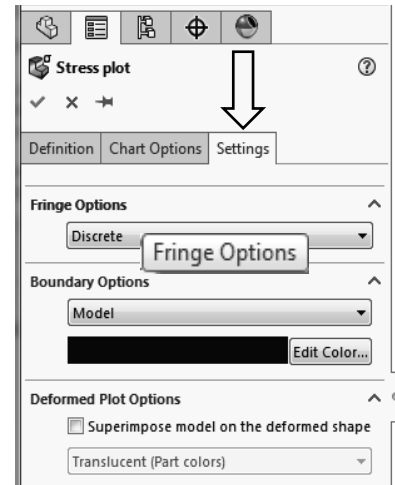 Stress plot
Definition Chart Options Settings
Fringe Options
Discrete
Fringe Options
Boundary Options
Model
Edit Color...
Deformed Plot Options
Superimpose model on the deformed shape
Translucent (Part colors)